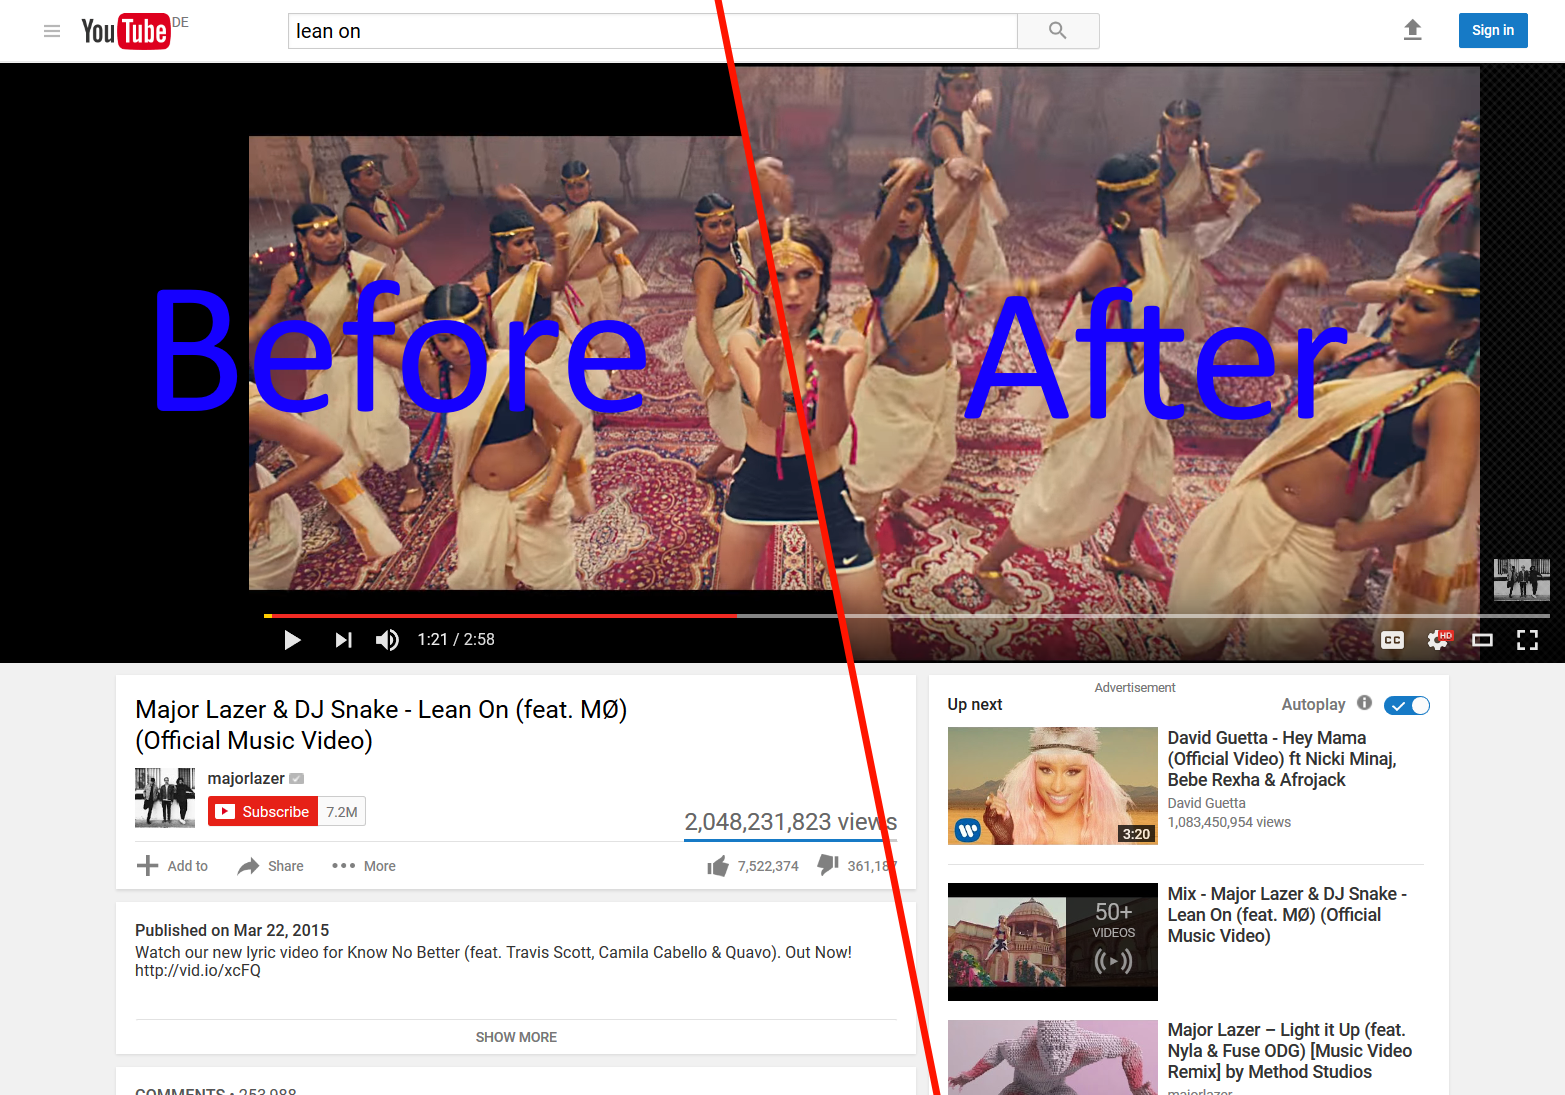 YouTube DE
lean on
Sign in
Before
After
1:21 / 2:58
CC
HD
Major Lazer & DJ Snake - Lean On (feat. MØ)
(Official Music Video)
majorlazer
Subscribe 7.2M
2,048,231,823 views
Add to Share More
7,522,374
Published on Mar 22, 2015
Watch our new lyric video for Know No Better (feat. Travis Scott, Camila Cabello & Quavo). Out Now!
http://vid.io/xcFQ
SHOW MORE
COMMENTS • 253,988
Advertisement
Up next
Autoplay
3:20
David Guetta - Hey Mama
(Official Video) ft Nicki Minaj,
Bebe Rexha & Afrojack
David Guetta
1,083,450,954 views
50+
VIDEOS
Mix - Major Lazer & DJ Snake -
Lean On (feat. MØ) (Official
Music Video)
Major Lazer – Light it Up (feat.
Nyla & Fuse ODG) [Music Video
Remix] by Method Studios
majorlazer